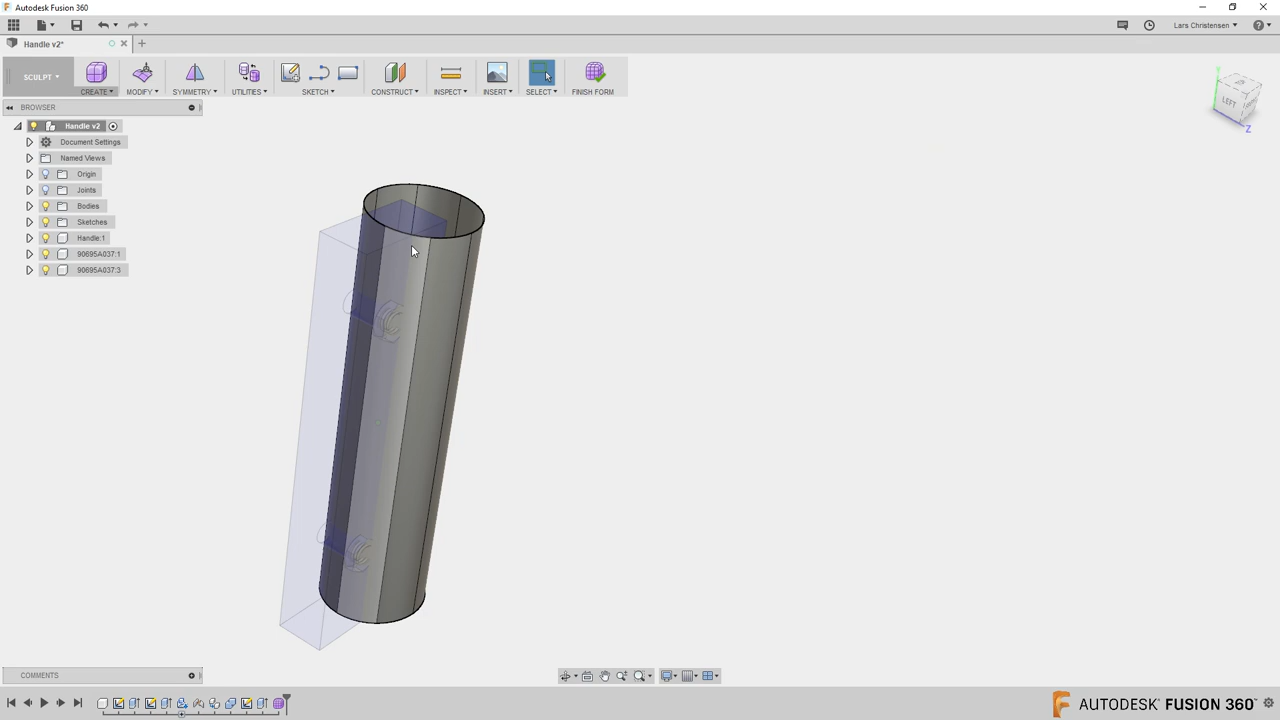 Autodesk Fusion 360
Lars Christensen
Handle v2*
SCULPT
CREATE
MODIFY
SYMMETRY
UTILITIES
SKETCH
CONSTRUCT
INSPECT
INSERT
SELECT
FINISH FORM
BROWSER
Handle v2
Document Settings
Named Views
Origin
Joints
Bodies
Sketches
Handle:1
90695A037:1
90695A037:3
LEFT
Z
COMMENTS
AUTODESK® FUSION 360™